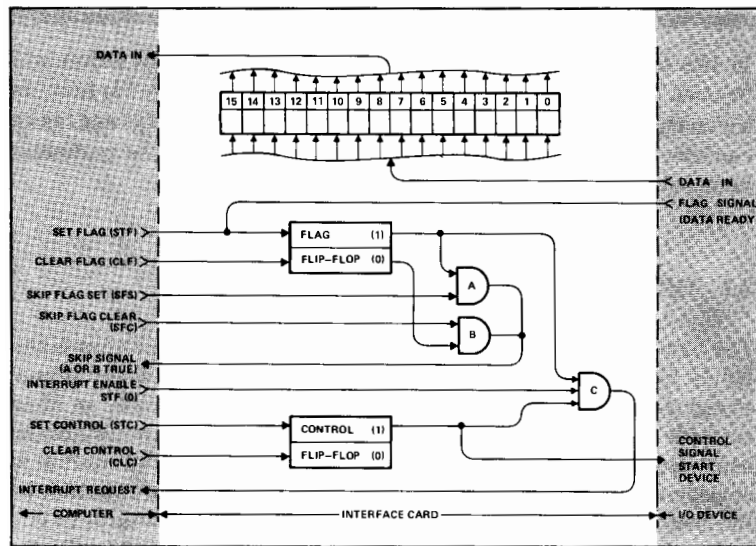 DATA IN
15 14 13 12 11 10 9 8 7 6 5 4 3 2 1 0
DATA IN
FLAG SIGNAL
(DATA READY
SET FLAG (STF)
FLAG (1)
CLEAR FLAG (CLF)
FLIP-FLOP (0)
A
SKIP FLAG SET (SFS)
SKIP FLAG CLEAR
(SFC)
B
SKIP SIGNAL
(A OR B TRUE)
INTERRUPT ENABLE
STF (0)
C
SET CONTROL (STC)
CONTROL (1)
CLEAR CONTROL
(CLC)
FLIP-FLOP (0)
CONTROL
SIGNAL
START
DEVICE
INTERRUPT REQUEST
COMPUTER
INTERFACE CARD
I/O DEVICE